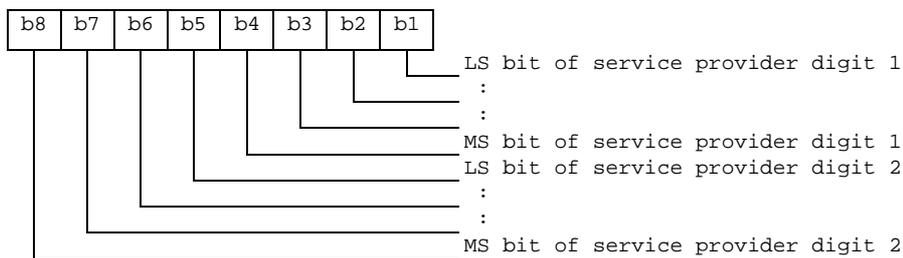 b8 b7 b6 b5 b4 b3 b2 b1
LS bit of service provider digit 1
:
:
MS bit of service provider digit 1
LS bit of service provider digit 2
:
:
MS bit of service provider digit 2